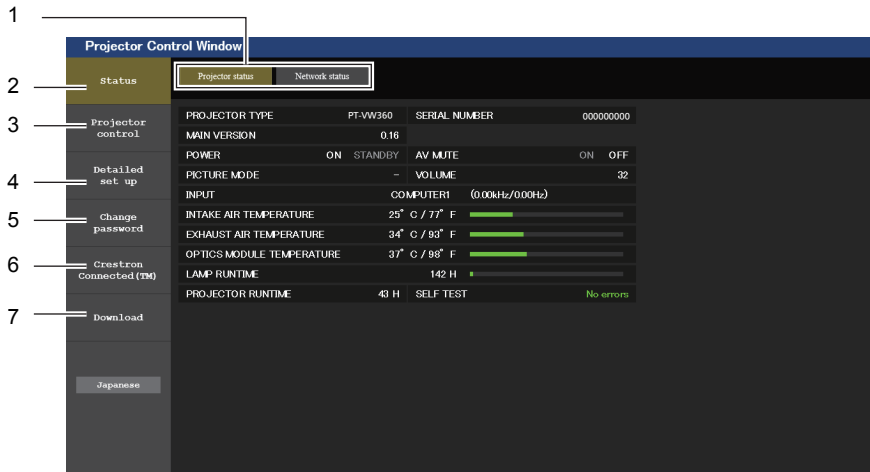 1
Projector Control Window
2
Status
Projector status Network status
3
Projector
control
4
Detailed
set up
5
Change
password
6
Crestron
Connected(TM)
7
Download
Japanese
PROJECTOR TYPE PT-VW360 SERIAL NUMBER 000000000
MAIN VERSION 0.16
POWER ON STANDBY AV MUTE ON OFF
PICTURE MODE – VOLUME 32
INPUT COMPUTER1 (0.00kHz/0.00Hz)
INTAKE AIR TEMPERATURE 25° C / 77° F
EXHAUST AIR TEMPERATURE 34° C / 93° F
OPTICS MODULE TEMPERATURE 37° C / 98° F
LAMP RUNTIME 142 H
PROJECTOR RUNTIME 43 H SELF TEST No errors